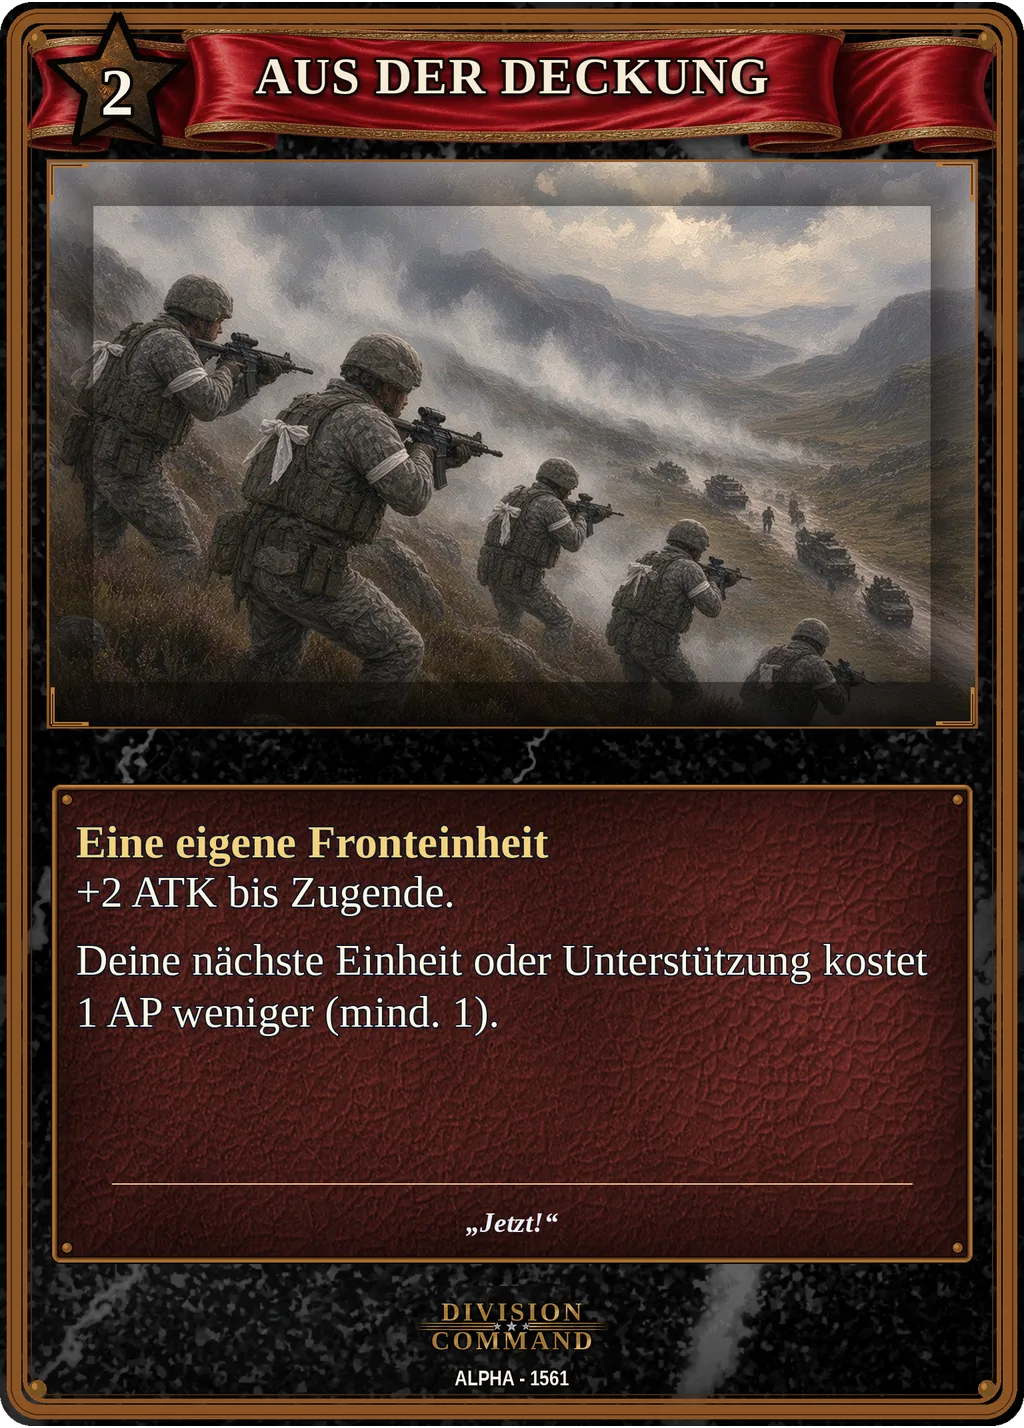 2
AUS DER DECKUNG
Eine eigene Fronteinheit
+2 ATK bis Zugende.
Deine nächste Einheit oder Unterstützung kostet
1 AP weniger (mind. 1).
„Jetzt!“
DIVISION
COMMAND
ALPHA - 1561